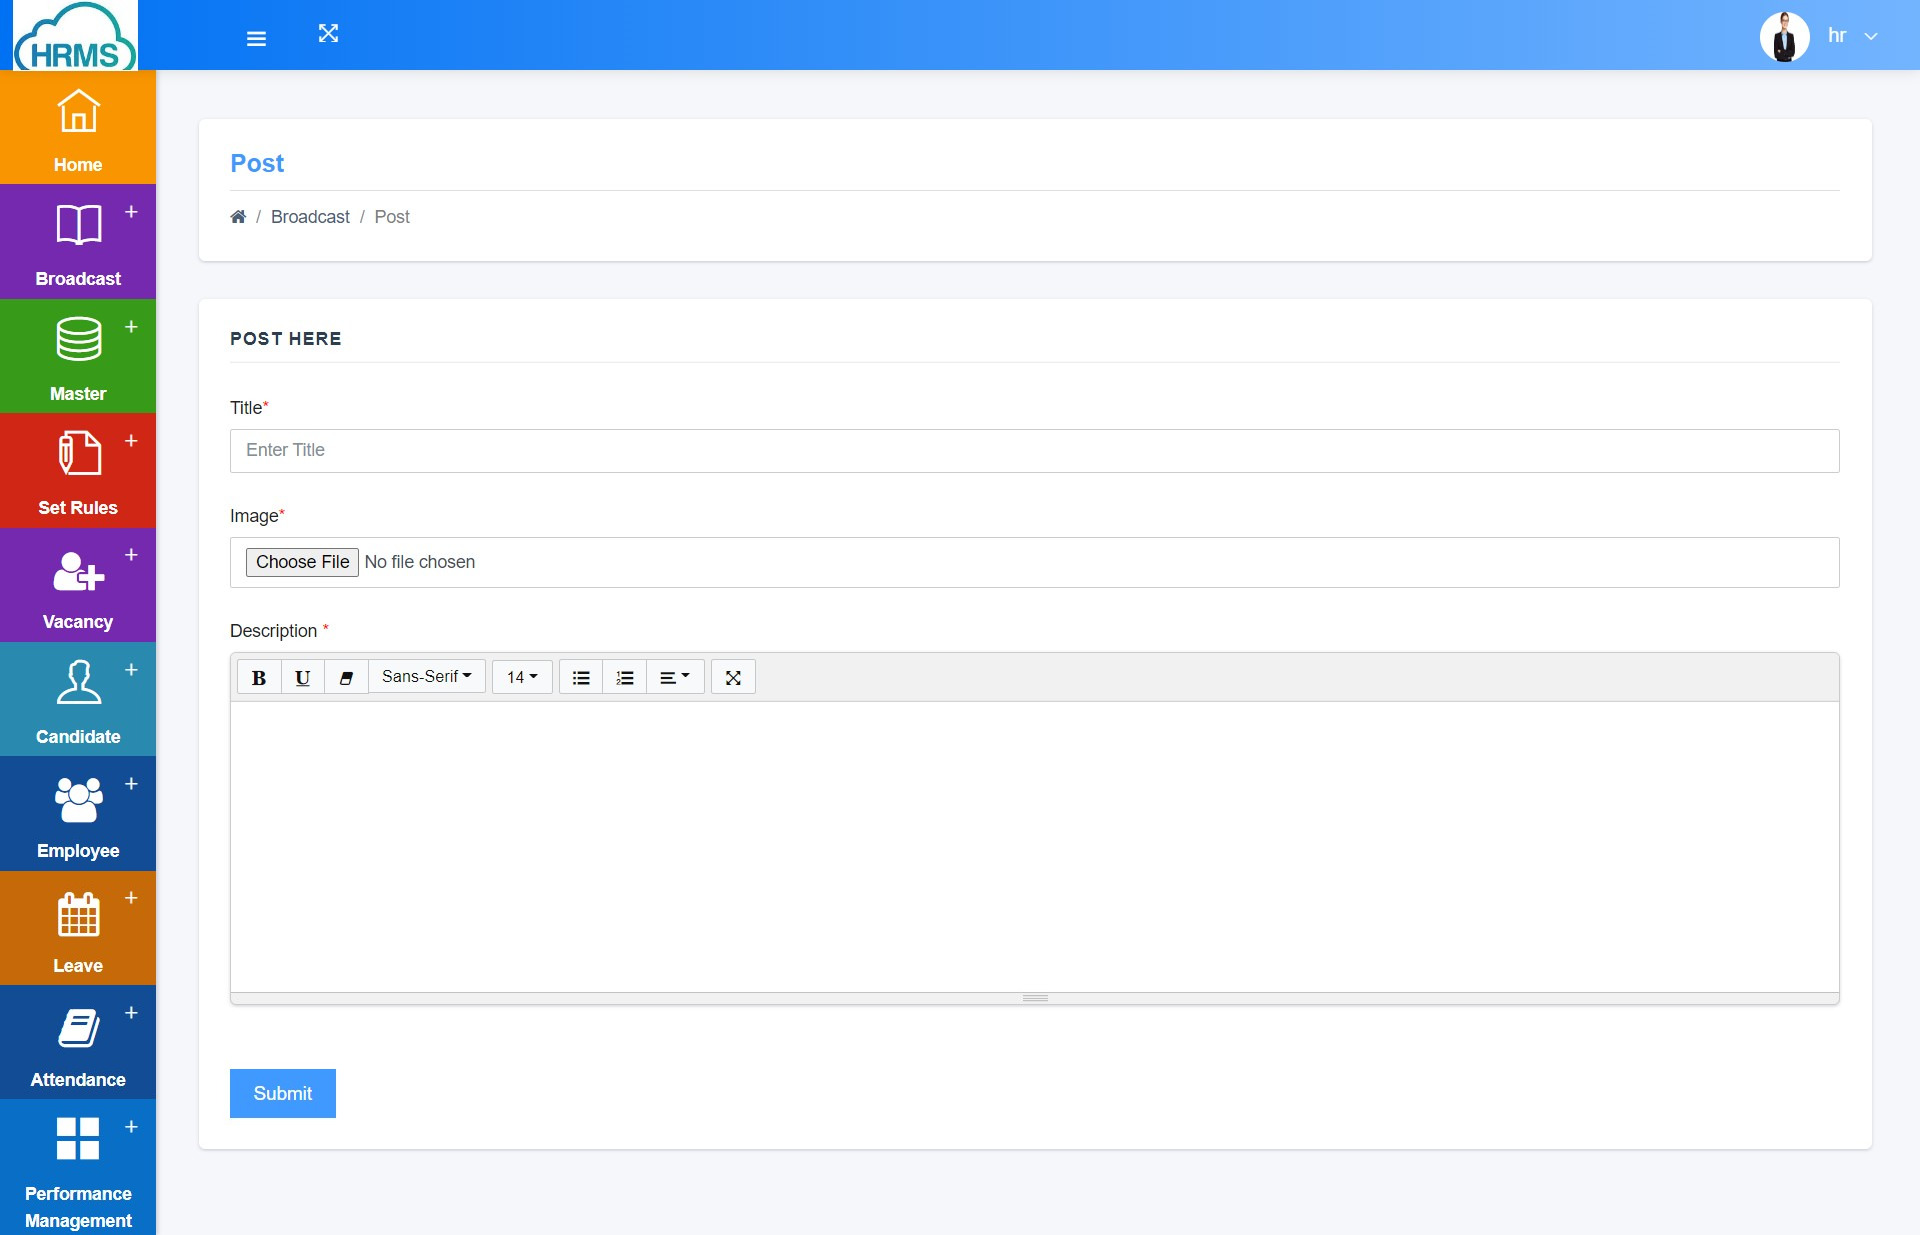 HRMS
hr
Home
Broadcast
Master
Set Rules
Vacancy
Candidate
Employee
Leave
Attendance
Performance
Management
Post
/ Broadcast / Post
POST HERE
Title*
Enter Title
Image*
Choose File No file chosen
Description *
B U Sans-Serif 14
Submit